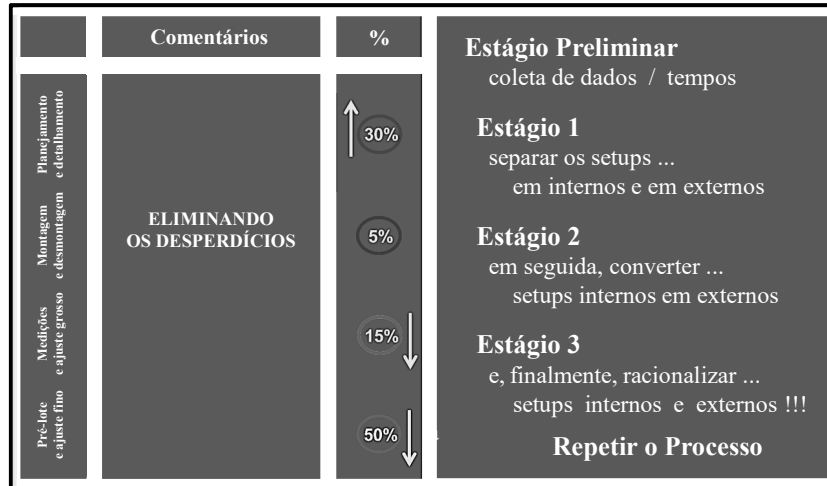 Comentários
%
Planejamento
e detalhamento
Montagem
e desmontagem
Medições
e ajuste grosso
Pré-lote
e ajuste fino
ELIMINANDO
OS DESPERDÍCIOS
30%
5%
15%
50%
Estágio Preliminar
coleta de dados / tempos
Estágio 1
separar os setups ...
em internos e em externos
Estágio 2
em seguida, converter ...
setups internos em externos
Estágio 3
e, finalmente, racionalizar ...
setups internos e externos !!!
Repetir o Processo